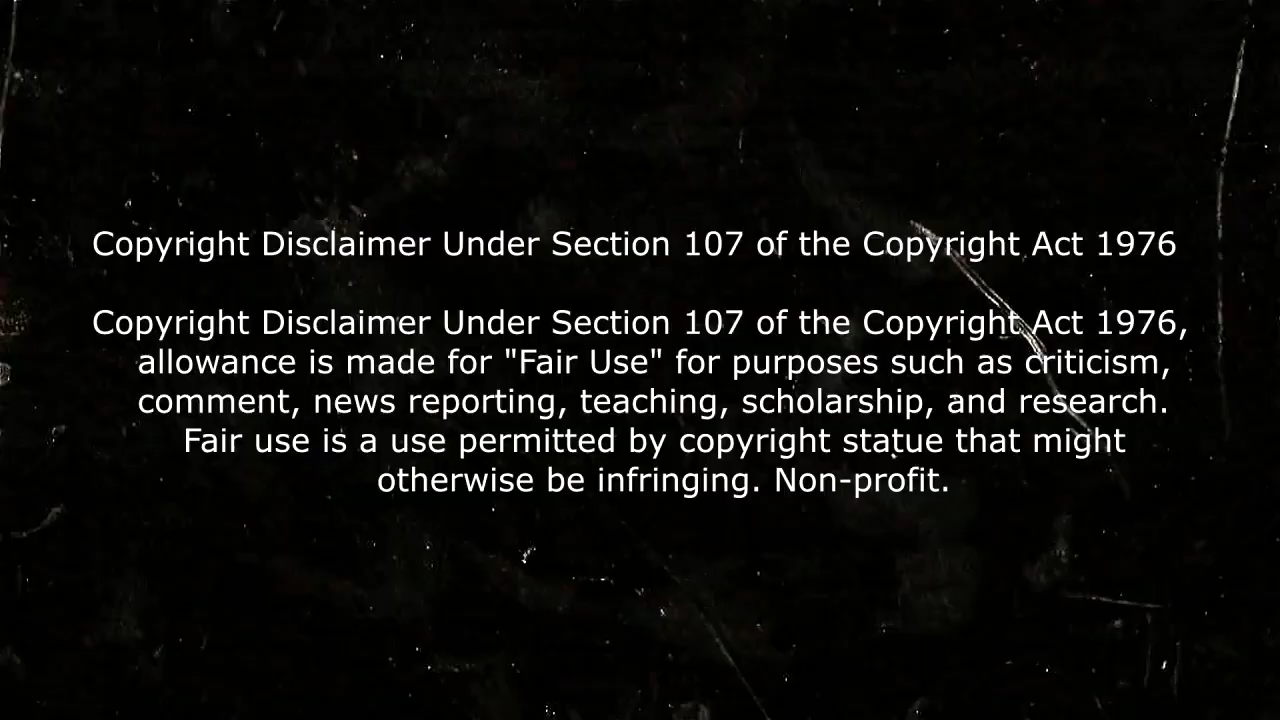 Copyright Disclaimer Under Section 107 of the Copyright Act 1976
Copyright Disclaimer Under Section 107 of the Copyright Act 1976,
allowance is made for "Fair Use" for purposes such as criticism,
comment, news reporting, teaching, scholarship, and research.
Fair use is a use permitted by copyright statue that might
otherwise be infringing. Non-profit.